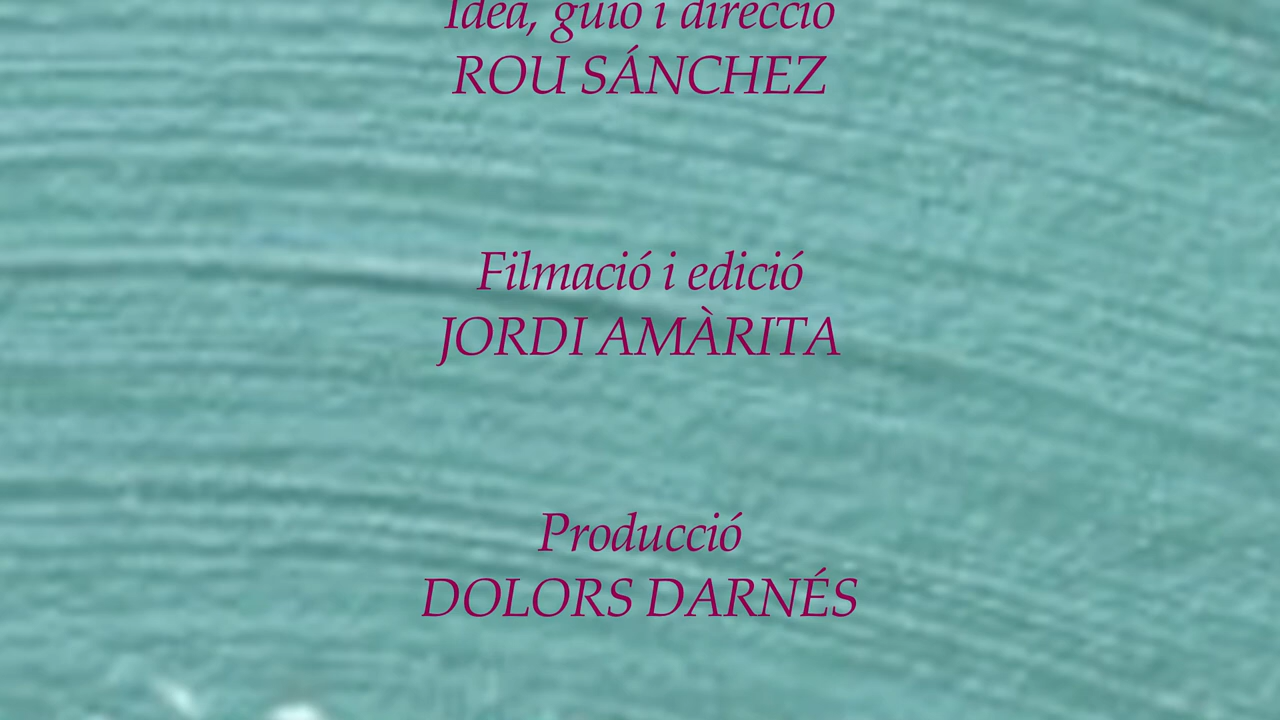 Idea, guió i direcció
ROU SÁNCHEZ
Filmació i edició
JORDI AMÀRITA
Producció
DOLORS DARNÉS